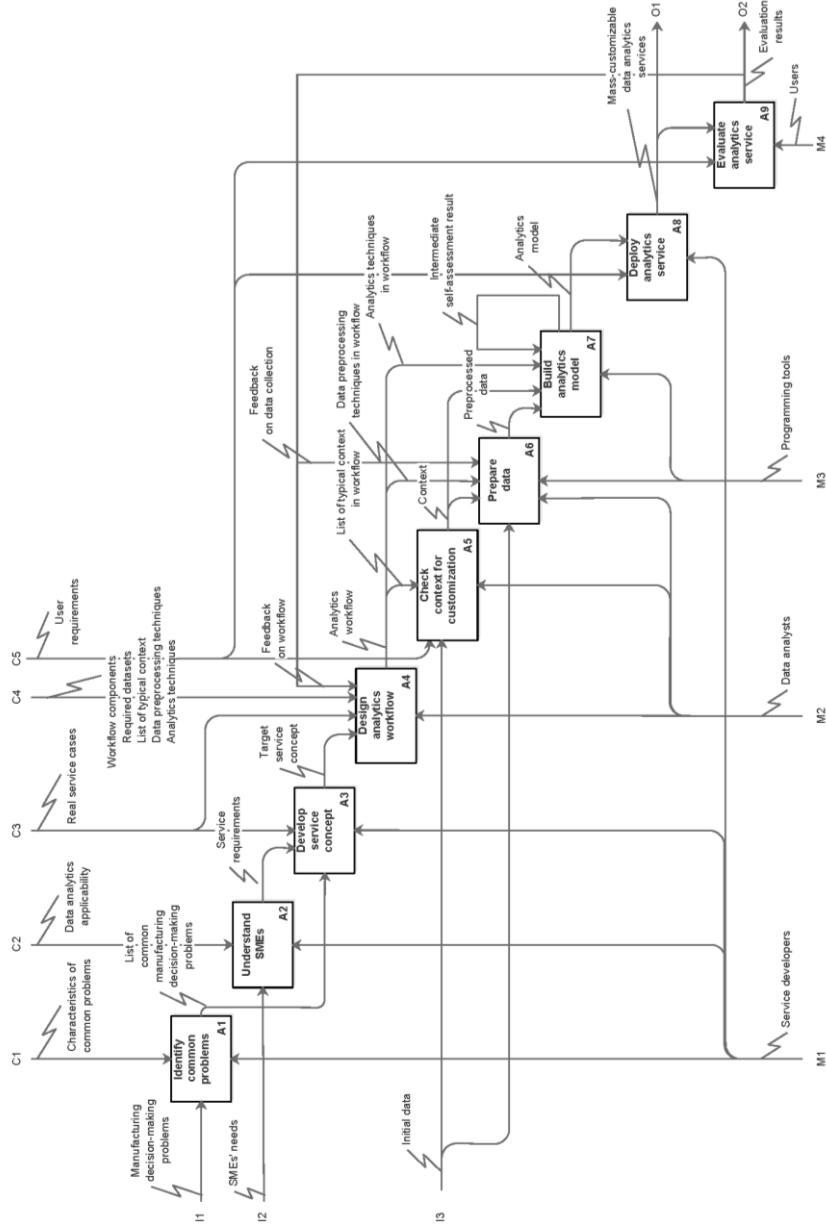 C1
C2
C3
C4
C5
Characteristics of
common problems
Data analytics
applicability
Real service cases
Workflow components
Required datasets
List of typical context
Data preprocessing techniques
Analytics techniques
User
requirements
I1
Manufacturing
decision-making
problems
I2
SMEs' needs
I3
Initial data
Identify
common
problems
A1
List of
common
manufacturing
decision-making
problems
Understand
SMEs
A2
Service
requirements
Develop
service
concept
A3
Target
service
concept
Design
analytics
workflow
A4
Feedback
on workflow
Analytics
workflow
List of typical context
in workflow
Check
context for
customization
A5
Context
Feedback
on data collection
Data preprocessing
techniques in workflow
Prepare
data
A6
Preprocessed
data
Analytics techniques
in workflow
Intermediate
self-assessment result
Build
analytics
model
A7
Analytics
model
Deploy
analytics
service
A8
Mass-customizable
data analytics
services
O1
Evaluate
analytics
service
A9
Evaluation
results
O2
Service developers
M1
Data analysts
M2
Programming tools
M3
Users
M4